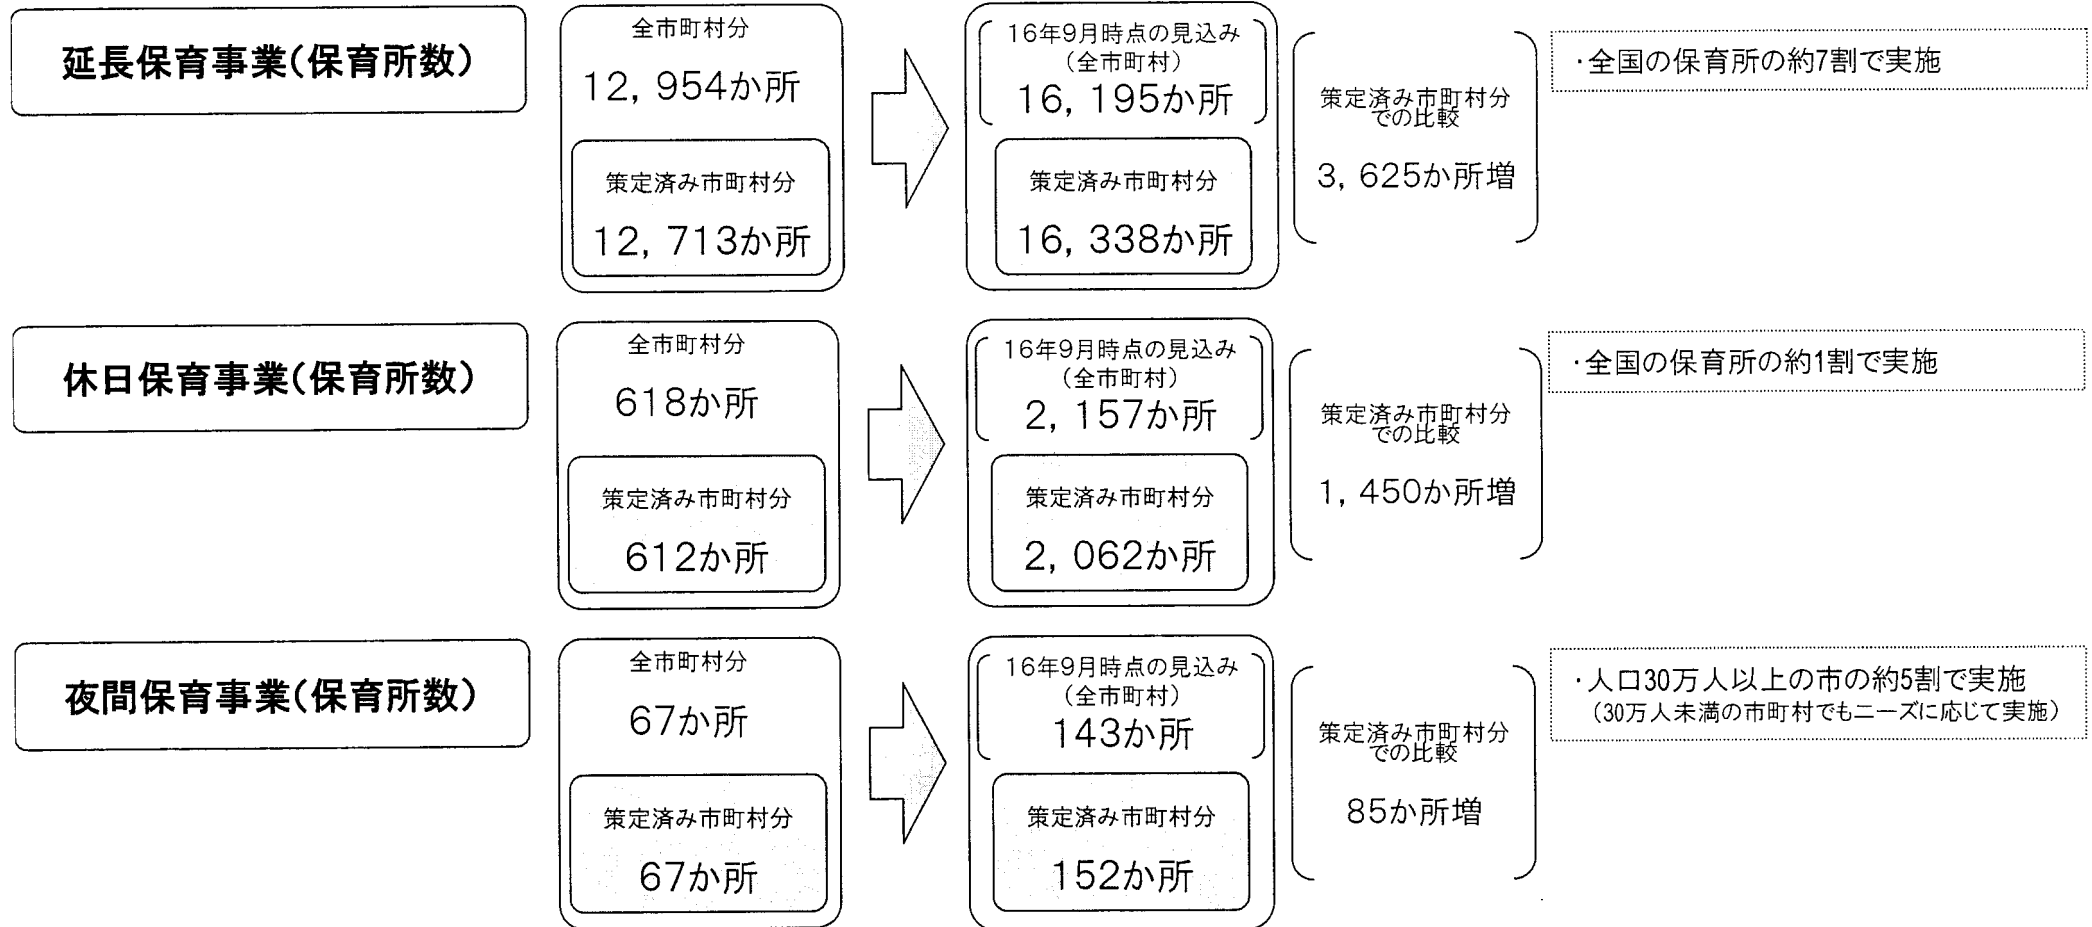 延長保育事業(保育所数)
全市町村分
12, 954か所
策定済み市町村分
12, 713か所
16年9月時点の見込み
(全市町村)
16, 195か所
策定済み市町村分
16, 338か所
策定済み市町村分
での比較
3, 625か所増
・全国の保育所の約7割で実施
休日保育事業(保育所数)
全市町村分
618か所
策定済み市町村分
612か所
16年9月時点の見込み
(全市町村)
2, 157か所
策定済み市町村分
2, 062か所
策定済み市町村分
での比較
1, 450か所増
・全国の保育所の約1割で実施
夜間保育事業(保育所数)
全市町村分
67か所
策定済み市町村分
67か所
16年9月時点の見込み
(全市町村)
143か所
策定済み市町村分
152か所
策定済み市町村分
での比較
85か所増
・人口30万人以上の市の約5割で実施
(30万人未満の市町村でもニーズに応じて実施)